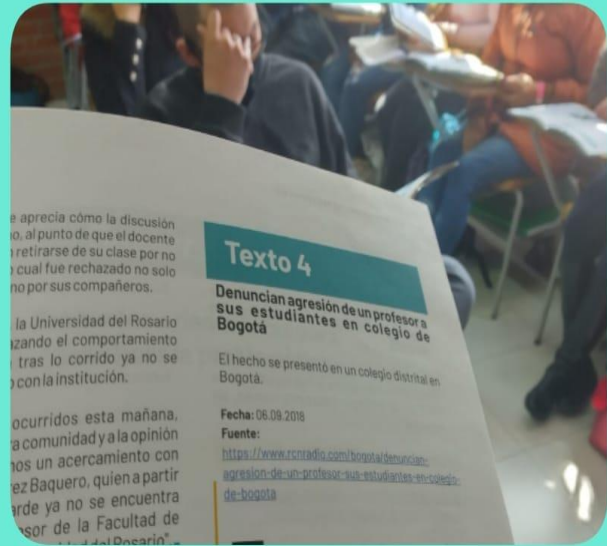 e aprecia cómo la discusión
o, al punto de que el docente
retirarse de su clase por no
cual fue rechazado no solo
no por sus compañeros.
la Universidad del Rosario
azando el comportamiento
tras lo corrido ya no se
con la institución.
ocurridos esta mañana,
a comunidad y a la opinión
nos un acercamiento con
ez Baquero, quien a partir
arde ya no se encuentra
sor de la Facultad de
del Rosario"
Texto 4
Denuncian agresión de un profesor a
sus estudiantes en colegio de
Bogotá
El hecho se presentó en un colegio distrital en
Bogotá.
Fecha: 06.09.2018
Fuente:
https://www.rcnradio.com/bogota/denuncian-
agresion-de-un-profesor-sus-estudiantes-en-colegio-
de-bogota